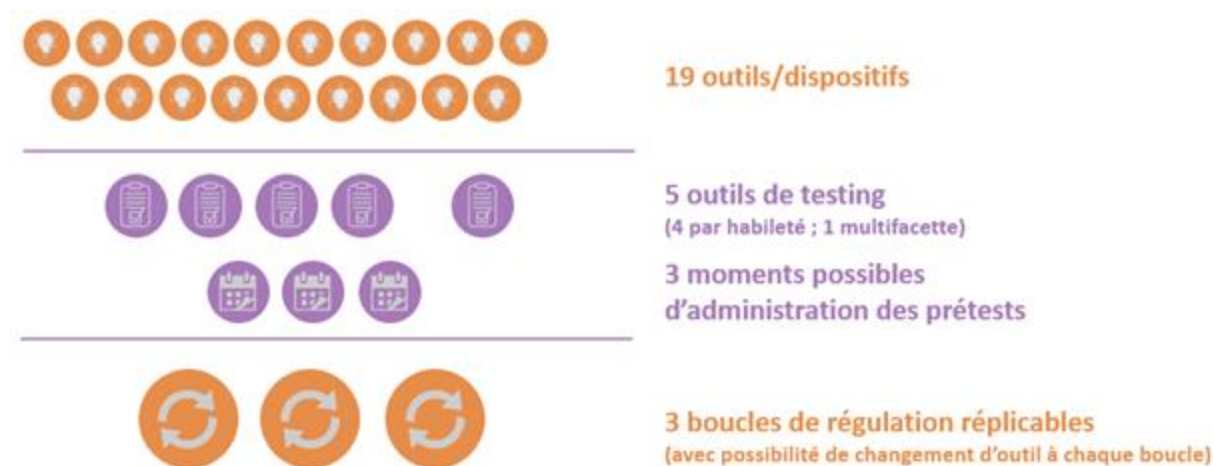 19 outils/dispositifs
5 outils de testing
(4 par habileté ; 1 multifacette)
3 moments possibles
d'administration des prétests
3 boucles de régulation réplicables
(avec possibilité de changement d'outil à chaque boucle)